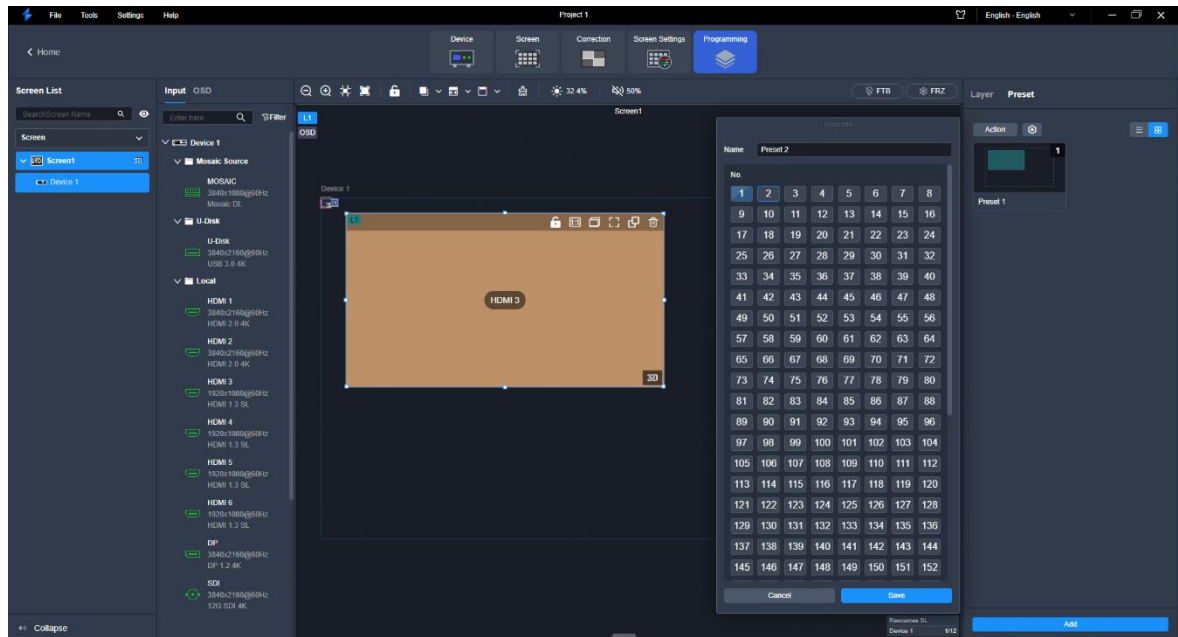 File Tools Settings Help
Project 1
English - English
Home
Device Screen Correction Screen Settings Programming
Screen List
SearchScreen Name
Screen
Screen1 3D
Device 1
Collapse
Input OSD
Enter here Filter
Device 1
Mosaic Source
MOSAIC
3840x1080@60Hz
Mosaic DL
U-Disk
U-Disk
3840x2160@60Hz
USB 3.0 4K
Local
HDMI 1
3840x2160@60Hz
HDMI 2.0 4K
HDMI 2
3840x2160@60Hz
HDMI 2.0 4K
HDMI 3
1920x1080@60Hz
HDMI 1.3 SL
HDMI 4
1920x1080@60Hz
HDMI 1.3 SL
HDMI 5
1920x1080@60Hz
HDMI 1.3 SL
HDMI 6
1920x1080@60Hz
HDMI 1.3 SL
DP
3840x2160@60Hz
DP 1.2 4K
SDI
3840x2160@60Hz
12G SDI 4K
32.4% 50% FTB FRZ
L1
OSD
Screen1
Device 1
L1
HDMI 3
3D
Name Preset 2
No.
1 2 3 4 5 6 7 8
9 10 11 12 13 14 15 16
17 18 19 20 21 22 23 24
25 26 27 28 29 30 31 32
33 34 35 36 37 38 39 40
41 42 43 44 45 46 47 48
49 50 51 52 53 54 55 56
57 58 59 60 61 62 63 64
65 66 67 68 69 70 71 72
73 74 75 76 77 78 79 80
81 82 83 84 85 86 87 88
89 90 91 92 93 94 95 96
97 98 99 100 101 102 103 104
105 106 107 108 109 110 111 112
113 114 115 116 117 118 119 120
121 122 123 124 125 126 127 128
129 130 131 132 133 134 135 136
137 138 139 140 141 142 143 144
145 146 147 148 149 150 151 152
Cancel Save
Resources SL
Device 1 1/12
Layer Preset
Action
1
Preset 1
Add